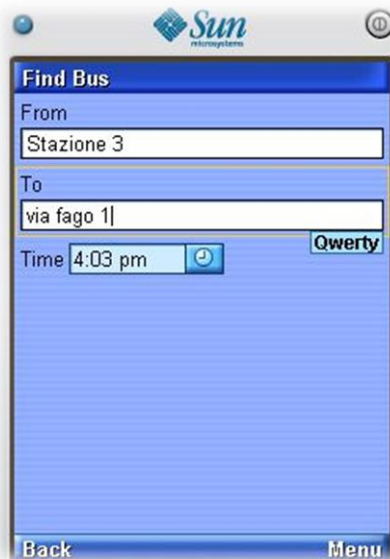 Sun
microsystems
Find Bus
From
Stazione 3
To
via fago 1
Qwerty
Time 4:03 pm
Back Menu